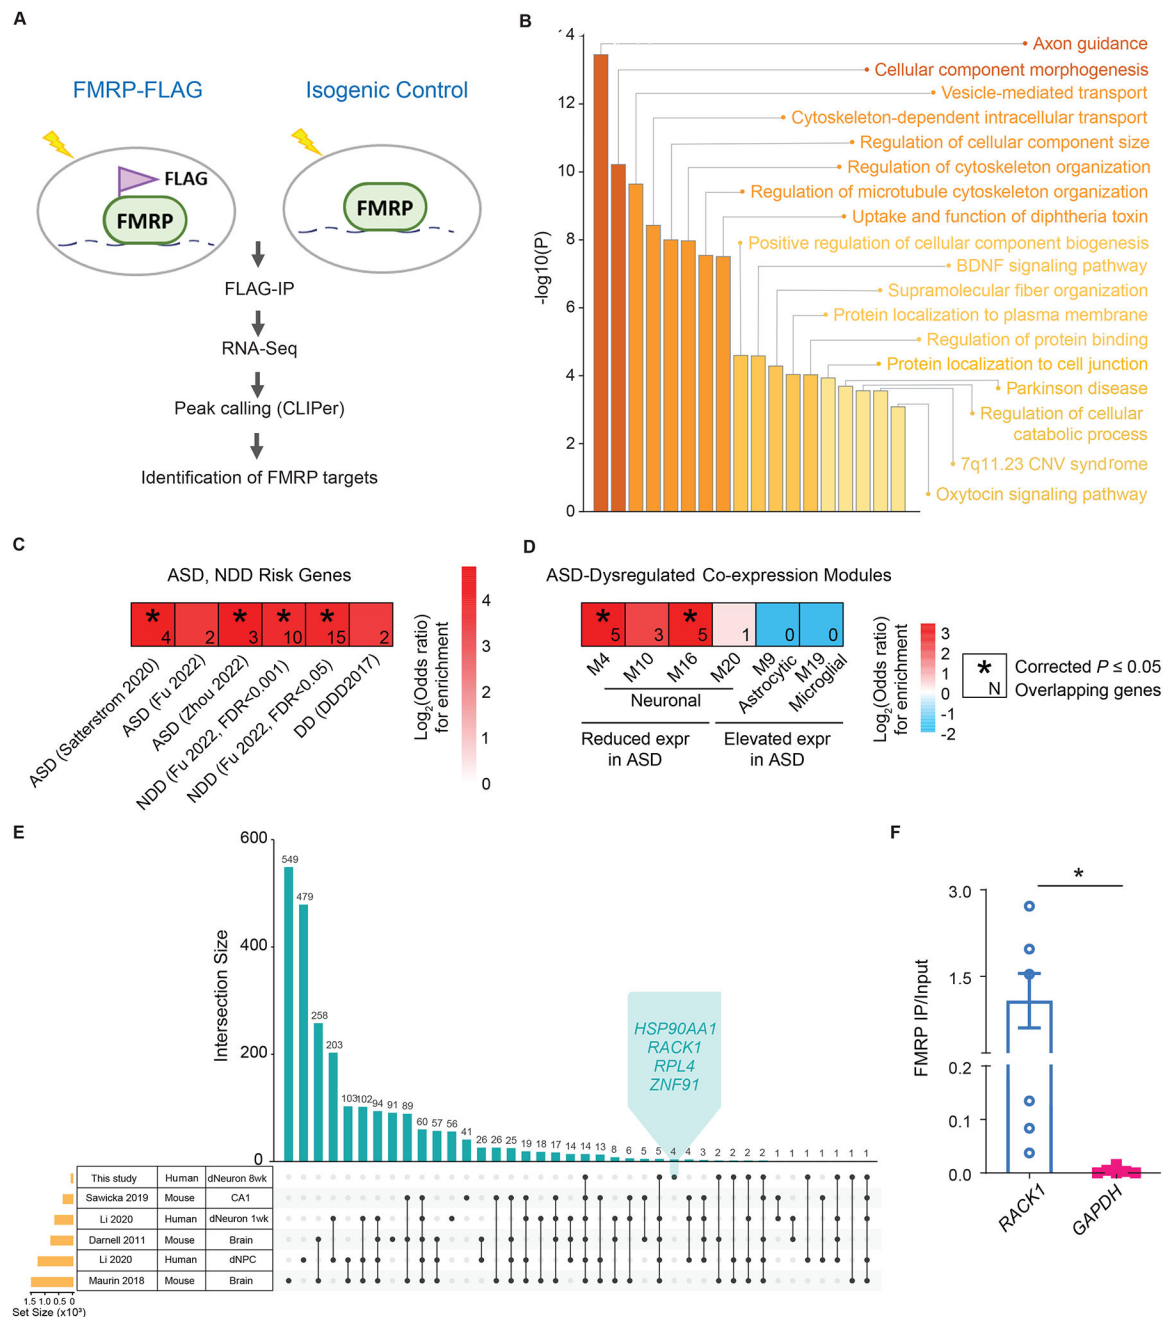 A
FMRP-FLAG
Isogenic Control
FLAG
FMRP
FMRP
FLAG-IP
RNA-Seq
Peak calling (CLIPer)
Identification of FMRP targets
B
-log10(P)
4
12
10
8
6
4
2
0
Axon guidance
Cellular component morphogenesis
Vesicle-mediated transport
Cytoskeleton-dependent intracellular transport
Regulation of cellular component size
Regulation of cytoskeleton organization
Regulation of microtubule cytoskeleton organization
Uptake and function of diphtheria toxin
Positive regulation of cellular component biogenesis
BDNF signaling pathway
Supramolecular fiber organization
Protein localization to plasma membrane
Regulation of protein binding
Protein localization to cell junction
Parkinson disease
Regulation of cellular
catabolic process
7q11.23 CNV syndrome
Oxytocin signaling pathway
C
ASD, NDD Risk Genes
* * * *
4 2 3 10 15 2
ASD (Satterstrom 2020)
ASD (Fu 2022)
ASD (Zhou 2022)
NDD (Fu 2022, FDR<0.001)
NDD (Fu 2022, FDR<0.05)
DD (DDD2017)
Log2(Odds ratio)
for enrichment
4
3
2
1
0
D
ASD-Dysregulated Co-expression Modules
* *
5 3 5 1 0 0
M4
M10
M16
M20
M9
Astrocytic
M19
Microglial
Neuronal
Reduced expr
in ASD
Elevated expr
in ASD
Log2(Odds ratio)
for enrichment
3
2
1
0
-1
-2
* Corrected P ≤ 0.05
N Overlapping genes
E
Intersection Size
600
400
200
0
549 479 258 203 103 102 94 91 89 60 57 56 41 26 26 25 19 18 17 14 14 13 8 6 5 5 4 4 3 2 2 2 2 1 1 1 1 1 1 1
HSP90AA1
RACK1
RPL4
ZNF91
This study Human dNeuron 8wk
Sawicka 2019 Mouse CA1
Li 2020 Human dNeuron 1wk
Darnell 2011 Mouse Brain
Li 2020 Human dNPC
Maurin 2018 Mouse Brain
1.5 1.0 0.5 0
Set Size (x10³)
F
FMRP IP/Input
*
3.0
1.5
0.2
0.1
0.0
RACK1
GAPDH